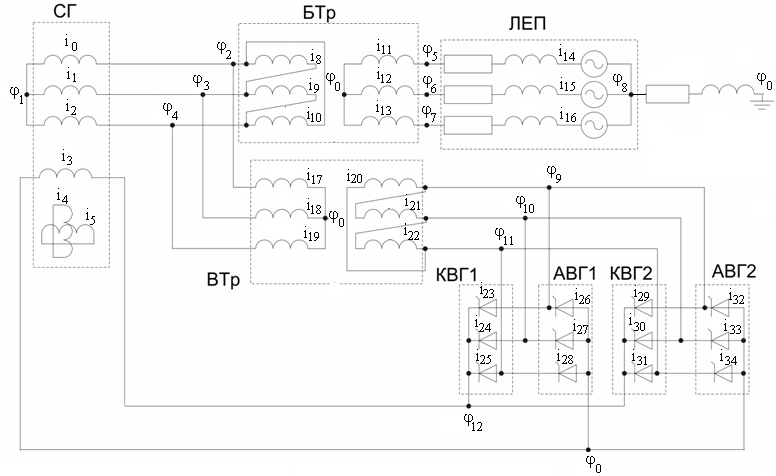 СГ БТр ЛЕП
i0 φ2 i8 i11 φ5 i14
φ1 i1 φ3 i9 φ0 i12 φ6 i15 φ8 φ0
i2 φ4 i10 i13 φ7 i16
i3 i17 i20 φ9
i4 i5 i18 φ0 i21 φ10
i19 i22 φ11
ВТр КВГ1 АВГ1 КВГ2 АВГ2
i23 i26 i29 i32
i24 i27 i30 i33
i25 i28 i31 i34
φ12
φ0